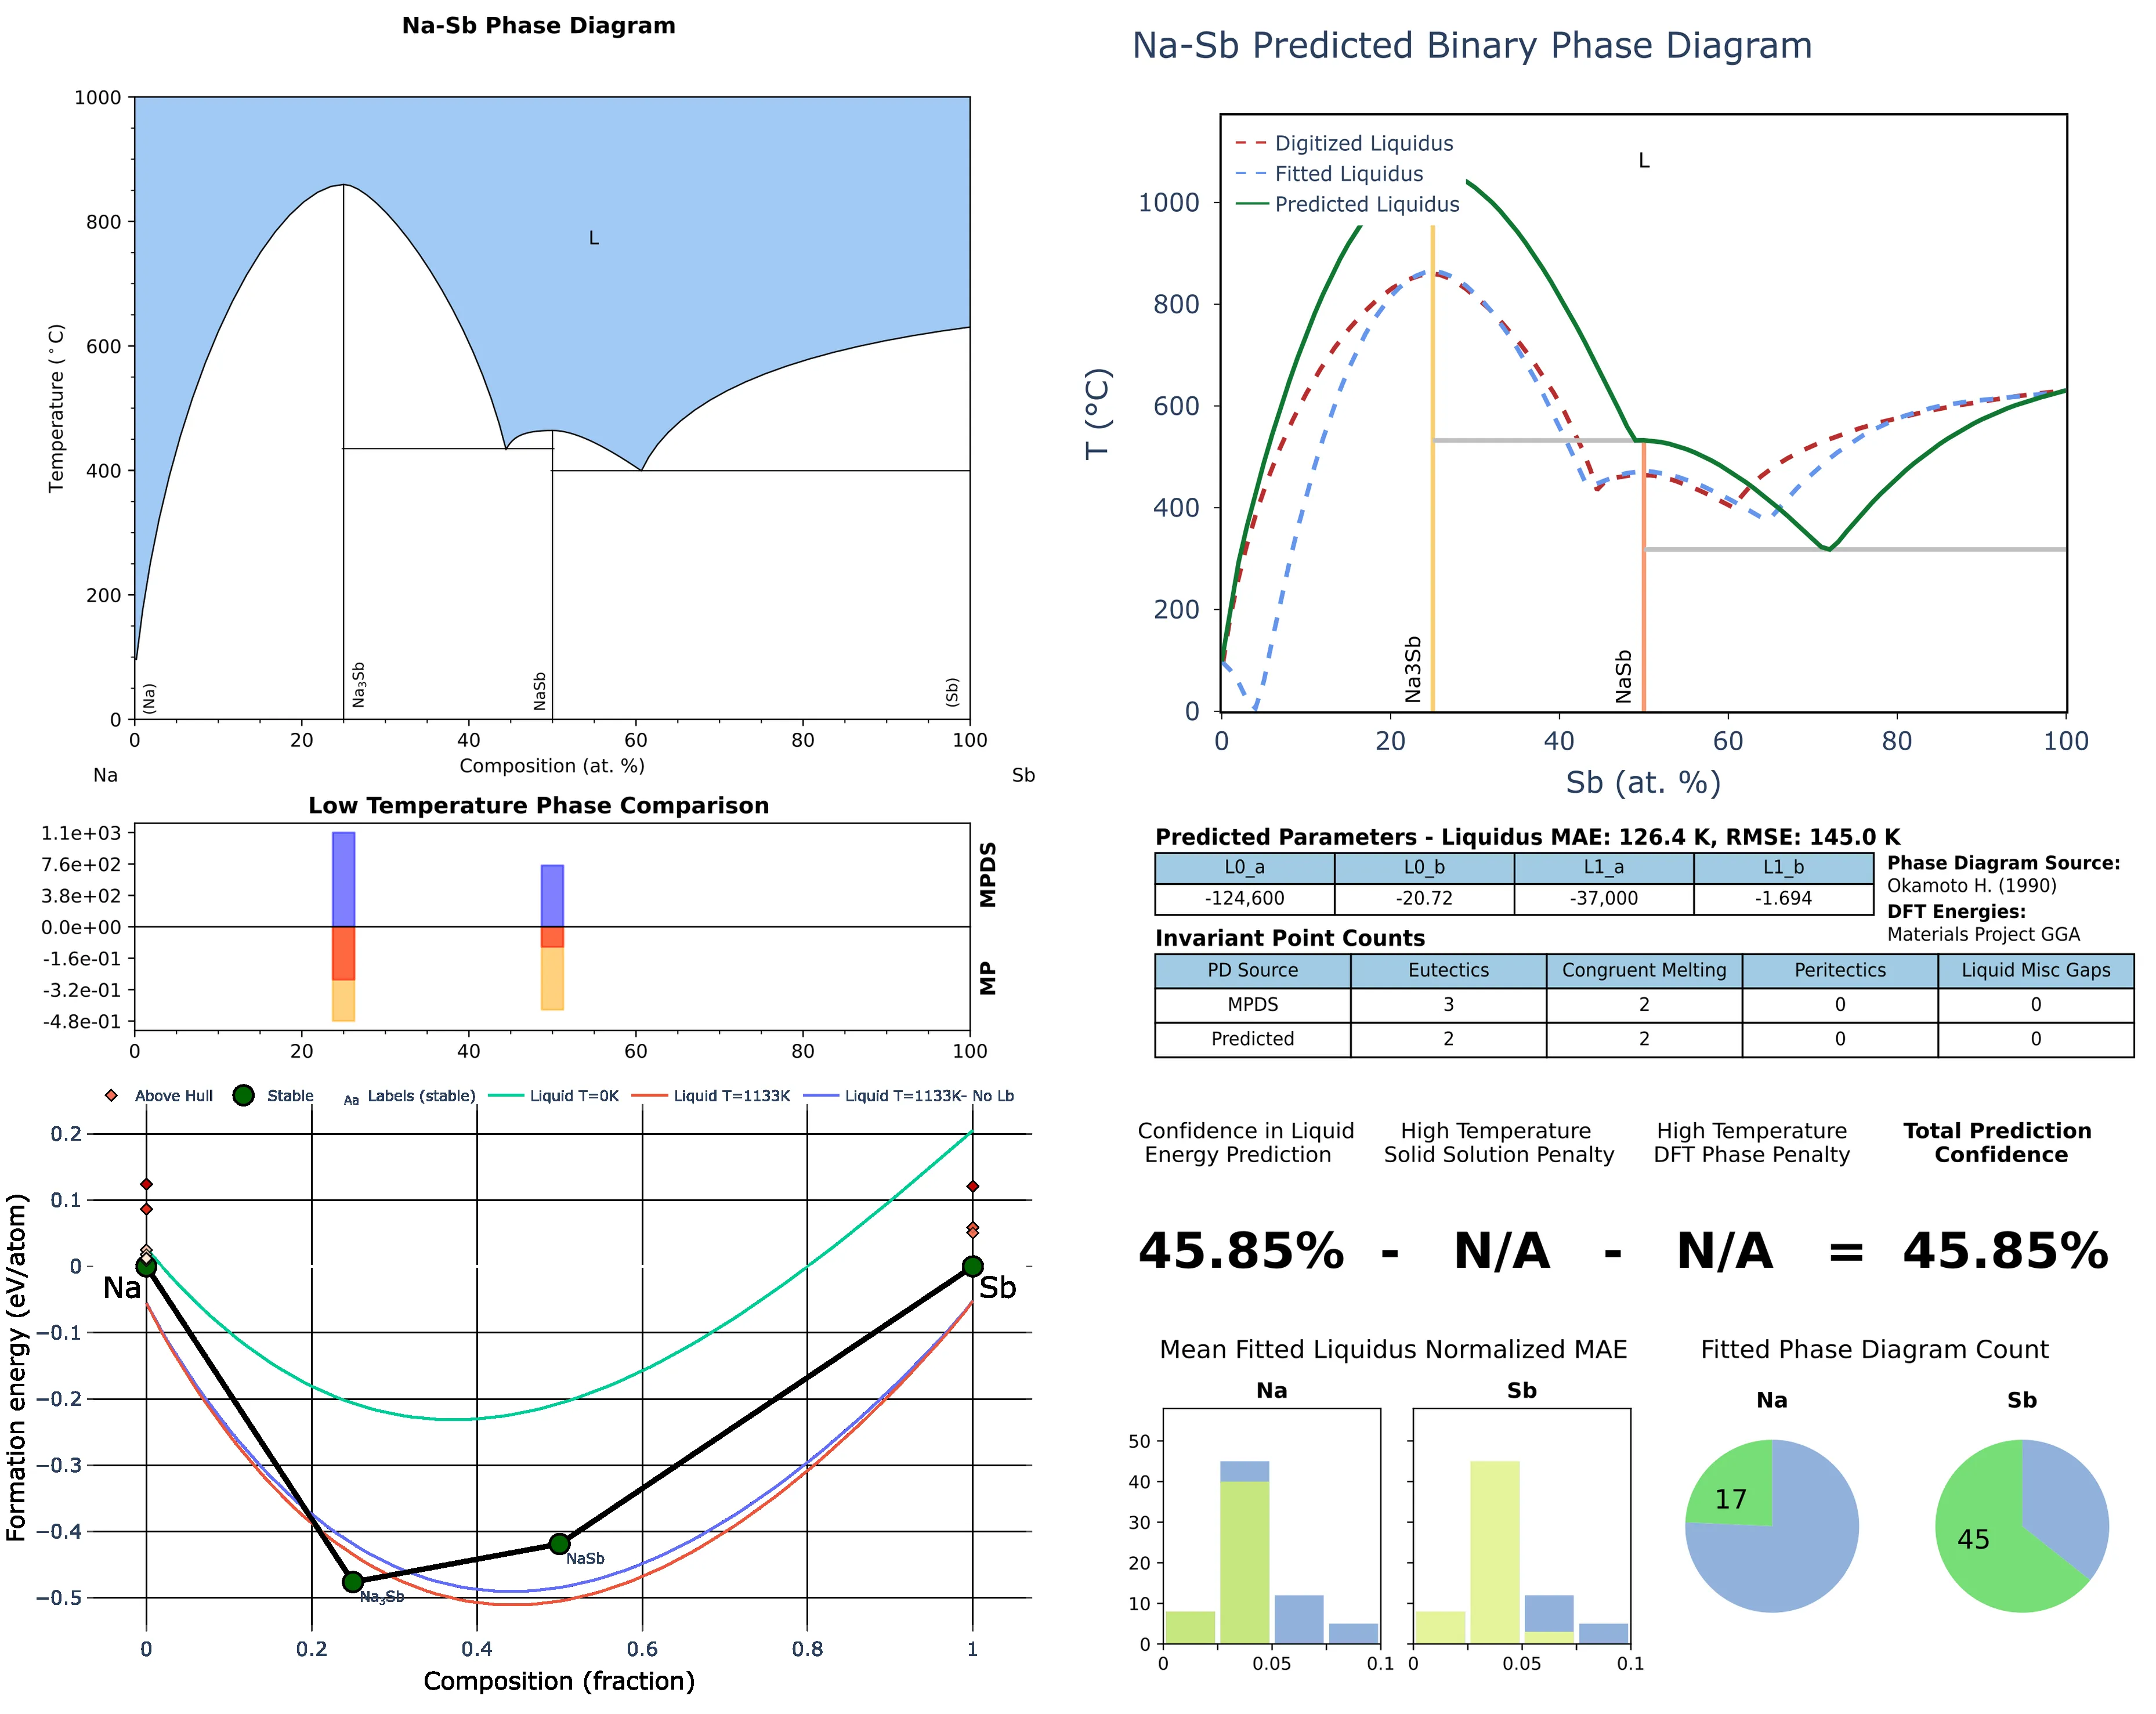 Na-Sb Phase Diagram
1000
800
600
400
200
0
Temperature (°C)
L
(Na)
Na₃Sb
NaSb
(Sb)
0 20 40 60 80 100
Composition (at. %)
Na Sb
Low Temperature Phase Comparison
1.1e+03
7.6e+02
3.8e+02
0.0e+00
-1.6e-01
-3.2e-01
-4.8e-01
MPDS
MP
0 20 40 60 80 100
Above Hull Stable Aa Labels (stable) Liquid T=0K Liquid T=1133K Liquid T=1133K- No Lb
0.2
0.1
0
−0.1
−0.2
−0.3
−0.4
−0.5
Formation energy (eV/atom)
Na
Sb
NaSb
Na₃Sb
0 0.2 0.4 0.6 0.8 1
Composition (fraction)
Na-Sb Predicted Binary Phase Diagram
Digitized Liquidus
Fitted Liquidus
Predicted Liquidus
L
1000
800
600
400
200
0
T (°C)
Na3Sb
NaSb
0 20 40 60 80 100
Sb (at. %)
Predicted Parameters - Liquidus MAE: 126.4 K, RMSE: 145.0 K
L0_a L0_b L1_a L1_b
-124,600 -20.72 -37,000 -1.694
Phase Diagram Source:
Okamoto H. (1990)
DFT Energies:
Materials Project GGA
Invariant Point Counts
PD Source Eutectics Congruent Melting Peritectics Liquid Misc Gaps
MPDS 3 2 0 0
Predicted 2 2 0 0
Confidence in Liquid
Energy Prediction
High Temperature
Solid Solution Penalty
High Temperature
DFT Phase Penalty
Total Prediction
Confidence
45.85% - N/A - N/A = 45.85%
Mean Fitted Liquidus Normalized MAE
Na Sb
50
40
30
20
10
0
0 0.05 0.1 0 0.05 0.1
Fitted Phase Diagram Count
Na Sb
17
45